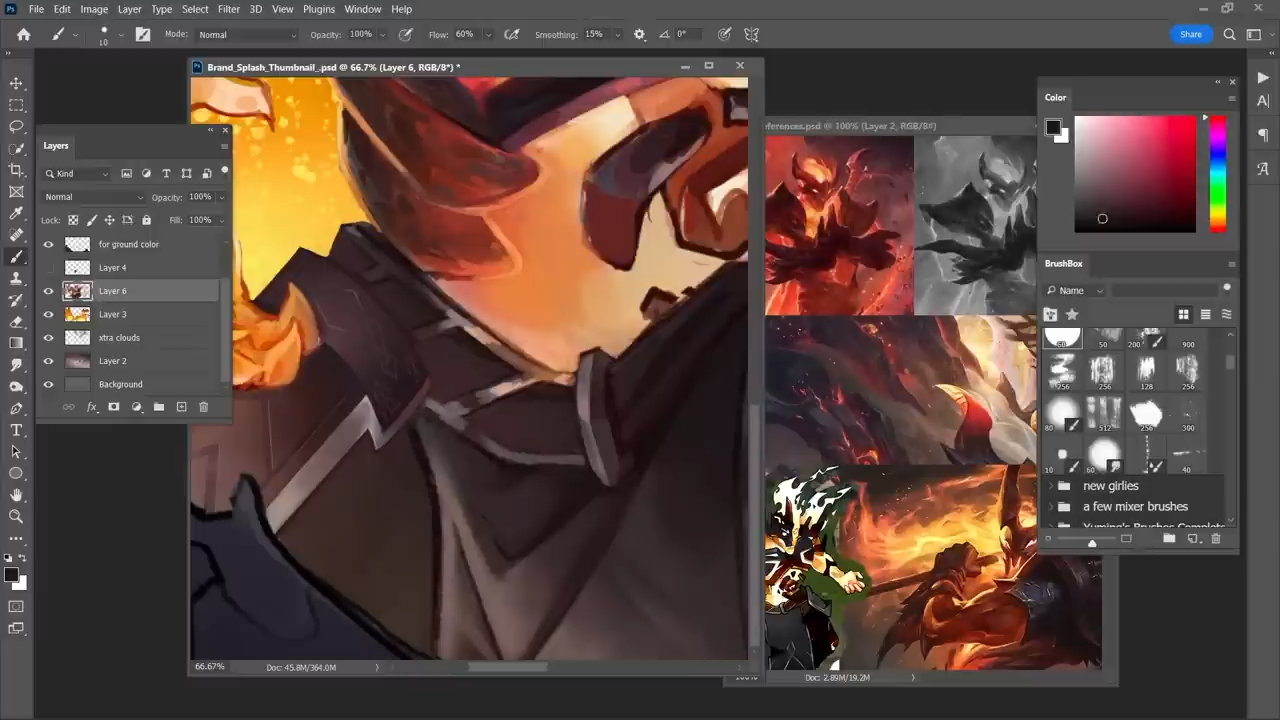 Ps File Edit Image Layer Type Select Filter 3D View Plugins Window Help
10 Mode: Normal Opacity: 100% Flow: 60% Smoothing: 15% 0° Share
Brand_Splash_Thumbnail_.psd @ 66.7% (Layer 6, RGB/8*) *
eferences.psd @ 100% (Layer 2, RGB/8#)
Layers
Kind
Normal Opacity: 100%
Lock: Fill: 100%
for ground color
Layer 4
Layer 6
Layer 3
xtra clouds
Layer 2
Background
fx
66.67% Doc: 45.8M/364.0M
Doc: 2.89M/19.2M
Color
BrushBox
Name
50 200 900
256 256 128 256
80 512 256 300
10 60 40
new girlies
a few mixer brushes